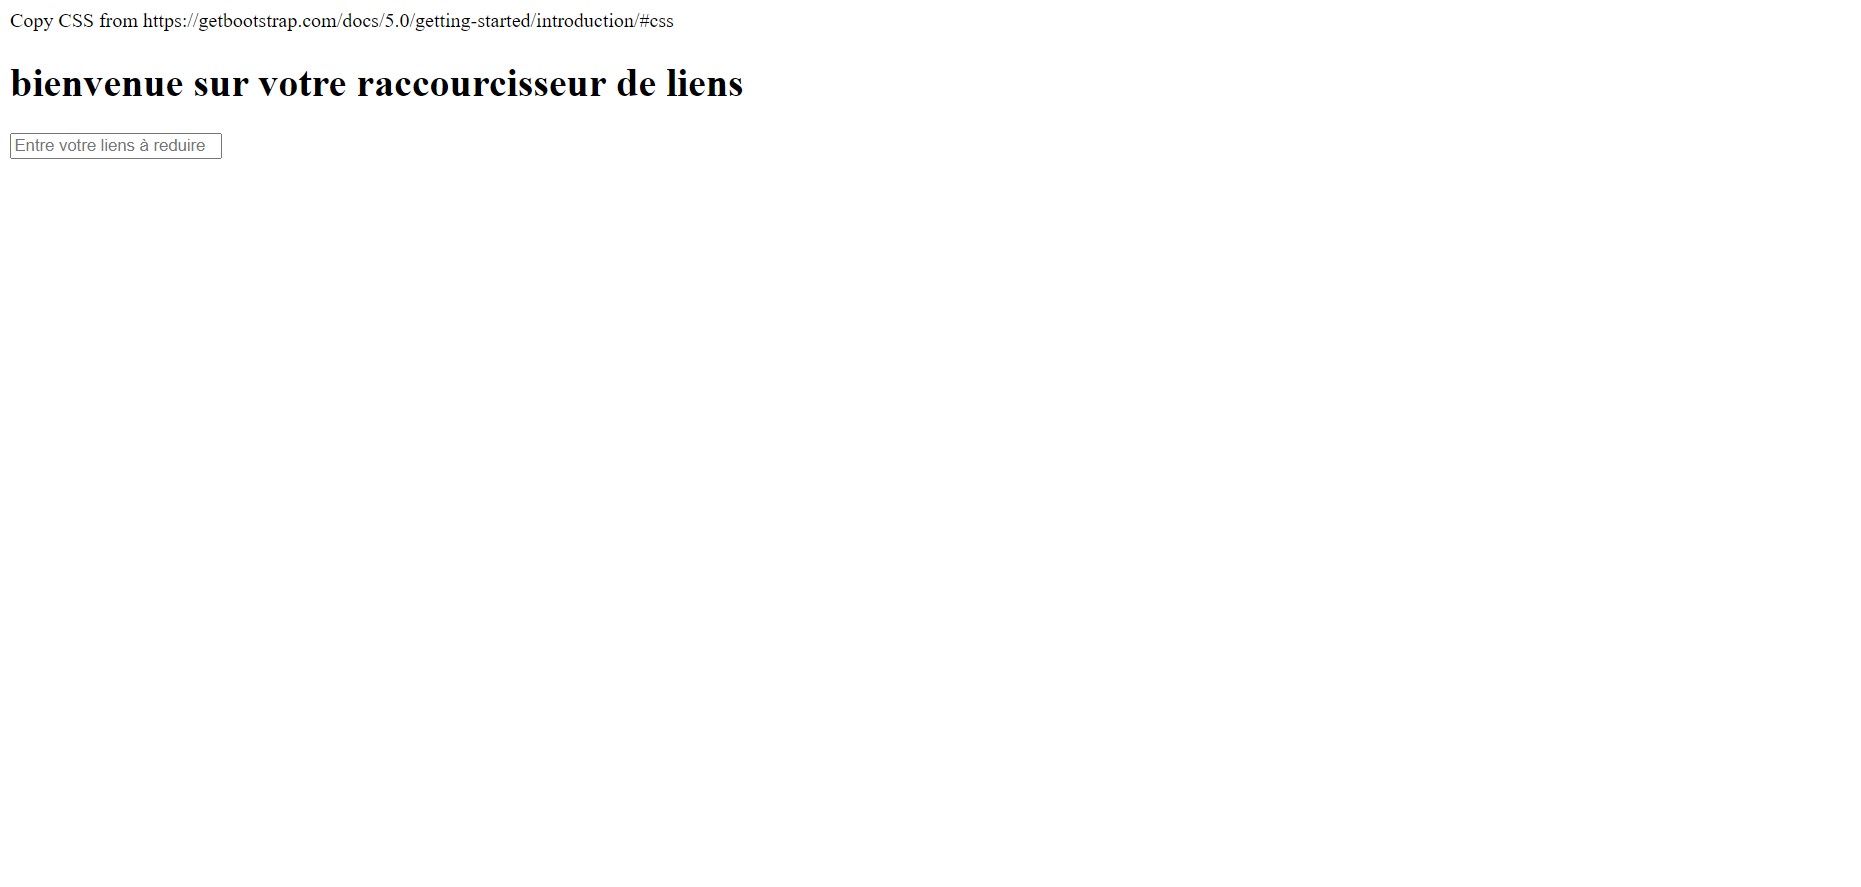 Copy CSS from https://getbootstrap.com/docs/5.0/getting-started/introduction/#css
bienvenue sur votre raccourcisseur de liens
Entre votre liens à reduire